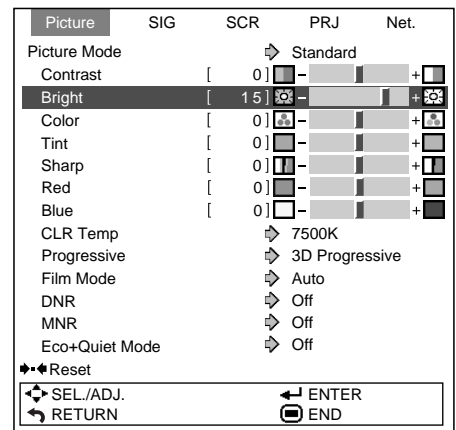 Picture SIG SCR PRJ Net.
Picture Mode Standard
Contrast [ 0] - +
Bright [ 15] - +
Color [ 0] - +
Tint [ 0] - +
Sharp [ 0] - +
Red [ 0] - +
Blue [ 0] - +
CLR Temp 7500K
Progressive 3D Progressive
Film Mode Auto
DNR Off
MNR Off
Eco+Quiet Mode Off
Reset
SEL./ADJ. ENTER
RETURN END